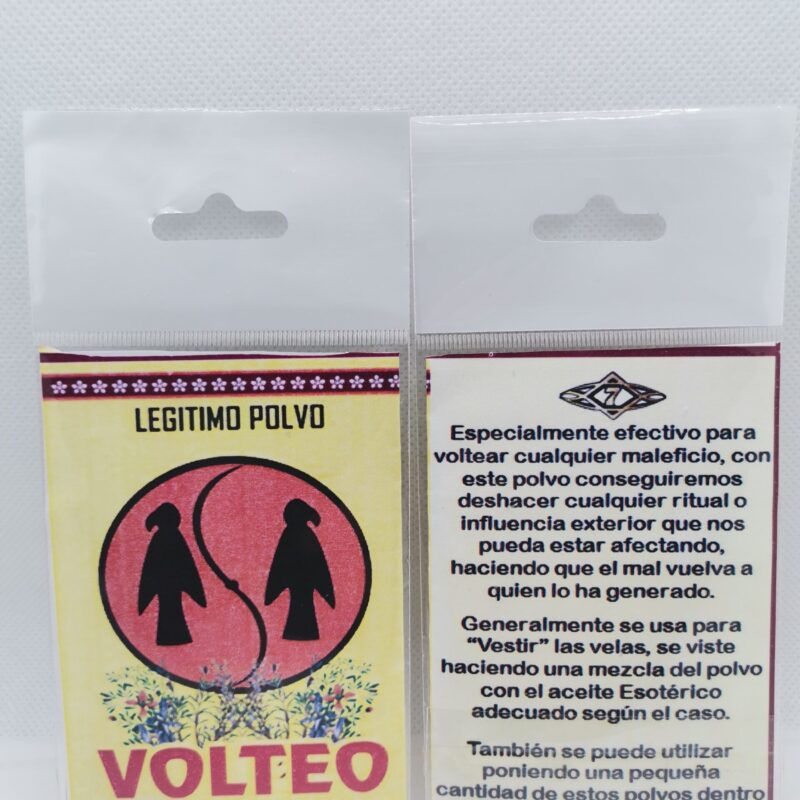 LEGITIMO POLVO
VOLTEO
7
Especialmente efectivo para
voltear cualquier maleficio, con
este polvo conseguiremos
deshacer cualquier ritual o
influencia exterior que nos
pueda estar afectando,
haciendo que el mal vuelva a
quien lo ha generado.
Generalmente se usa para
“Vestir” las velas, se viste
haciendo una mezcla del polvo
con el aceite Esotérico
adecuado según el caso.
También se puede utilizar
poniendo una pequeña
cantidad de estos polvos dentro